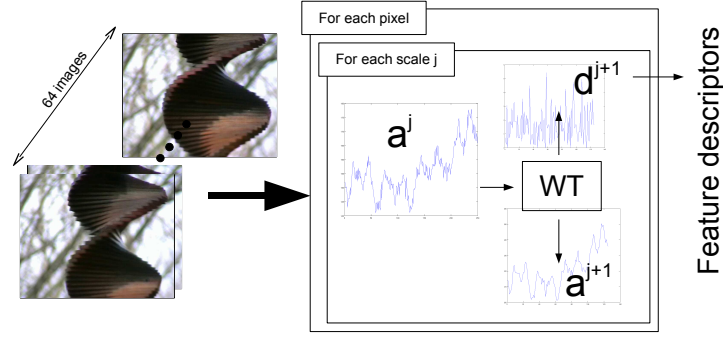 64 images
For each pixel
For each scale j
a^j
WT
d^{j+1}
a^{j+1}
Feature descriptors